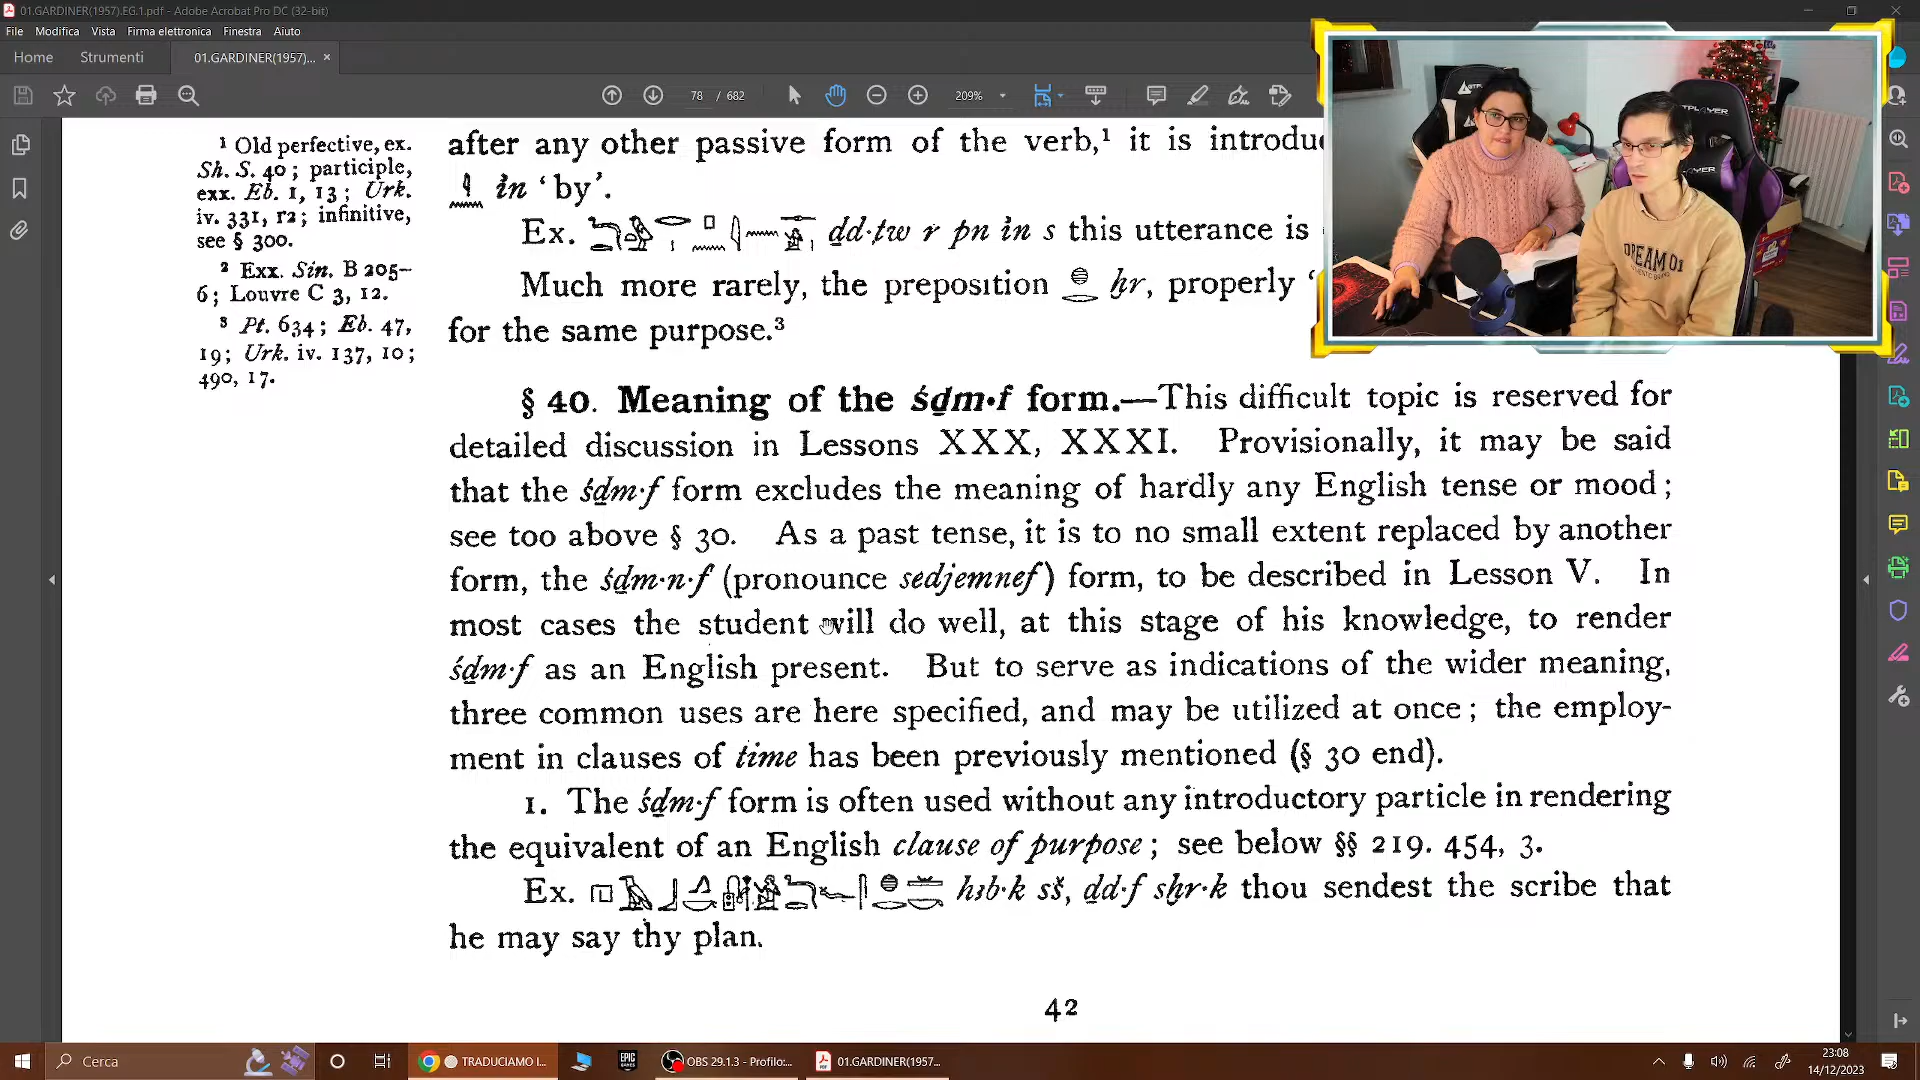 01.GARDINER(1957).EG.1.pdf - Adobe Acrobat Pro DC (32-bit)
File Modifica Vista Firma elettronica Finestra Aiuto
Home Strumenti 01.GARDINER(1957)... ×
78 / 682 209%
¹ Old perfective, ex.
Sh. S. 40; participle,
exx. Eb. 1, 13; Urk.
iv. 331, 12; infinitive,
see § 300.
² Exx. Sin. B 205–
6; Louvre C 3, 12.
³ Pt. 634; Eb. 47,
19; Urk. iv. 137, 10;
490, 17.
after any other passive form of the verb,¹ it is
in 'by'.
Ex. ḏd·tw r pn in s this utterance is
Much more rarely, the preposition ḫr, properly '
for the same purpose.³
§ 40. Meaning of the śḏm·f form.—This difficult topic is reserved for
detailed discussion in Lessons XXX, XXXI. Provisionally, it may be said
that the śḏm·f form excludes the meaning of hardly any English tense or mood;
see too above § 30. As a past tense, it is to no small extent replaced by another
form, the śḏm·n·f (pronounce sedjemnef) form, to be described in Lesson V. In
most cases the student will do well, at this stage of his knowledge, to render
śḏm·f as an English present. But to serve as indications of the wider meaning,
three common uses are here specified, and may be utilized at once; the employ-
ment in clauses of time has been previously mentioned (§ 30 end).
1. The śḏm·f form is often used without any introductory particle in rendering
the equivalent of an English clause of purpose; see below §§ 219. 454, 3.
Ex. hꜣb·k sš, ḏd·f sḫr·k thou sendest the scribe that
he may say thy plan.
42
DREAM 01
Cerca
TRADUCIAMO I...
EPIC GAMES
OBS 29.1.3 - Profilo:...
01.GARDINER(1957...
23:08
14/12/2023